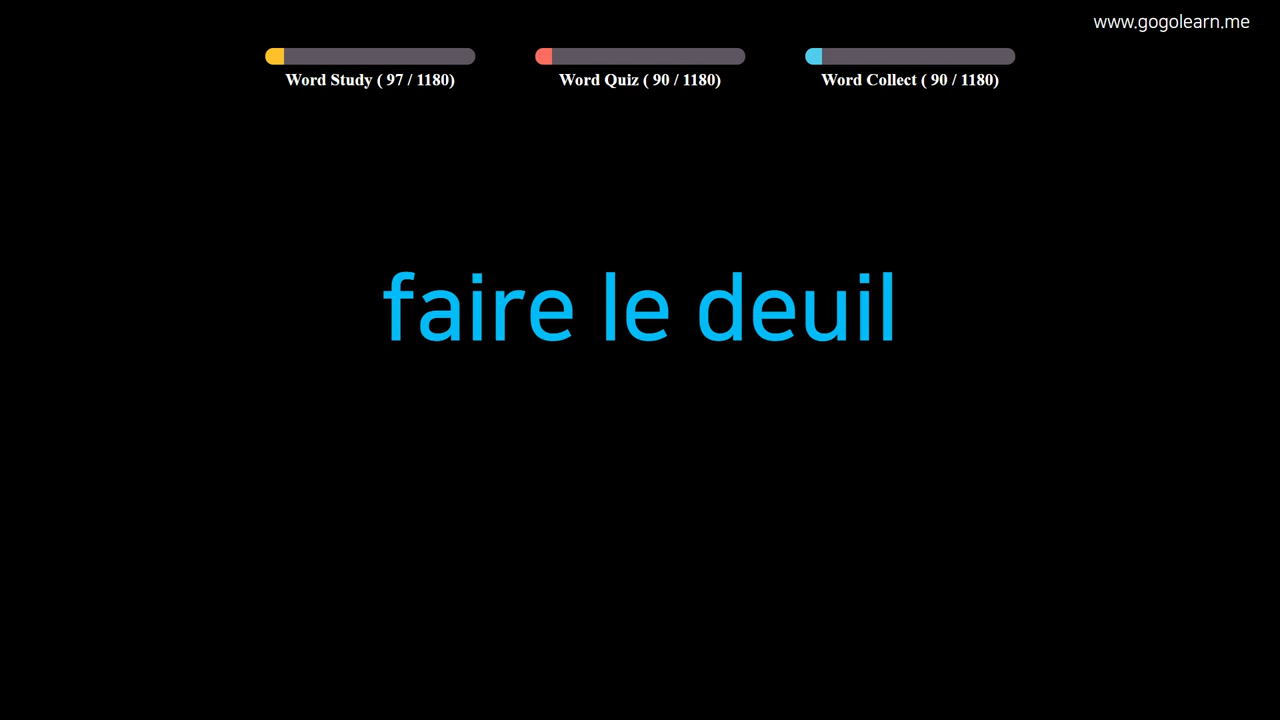 www.gogolearn.me
Word Study ( 97 / 1180)
Word Quiz ( 90 / 1180)
Word Collect ( 90 / 1180)
faire le deuil